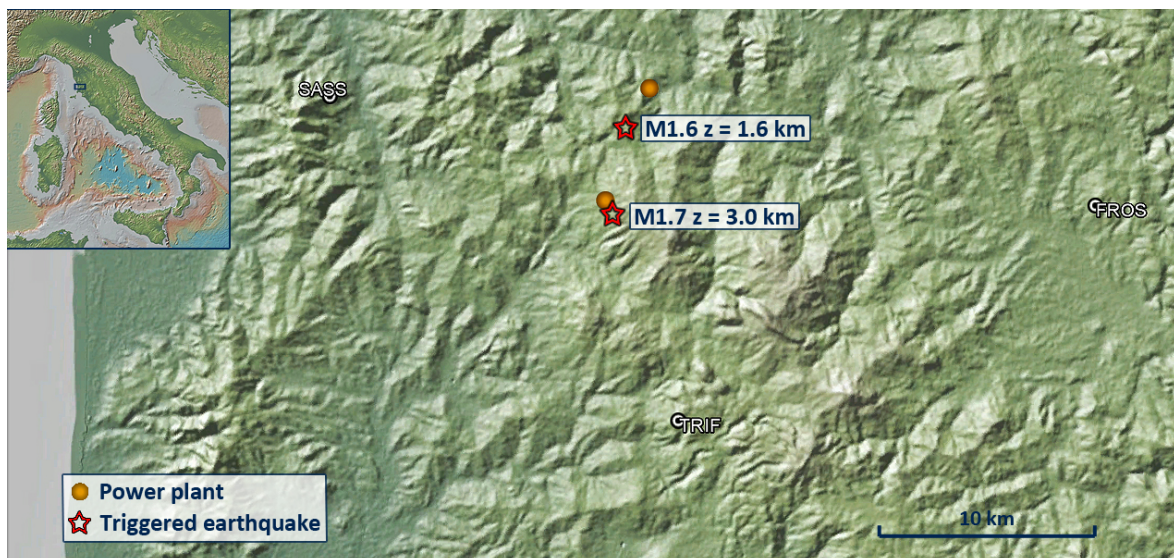 SASS
M1.6 z = 1.6 km
M1.7 z = 3.0 km
FROS
TRIF
Power plant
Triggered earthquake
10 km